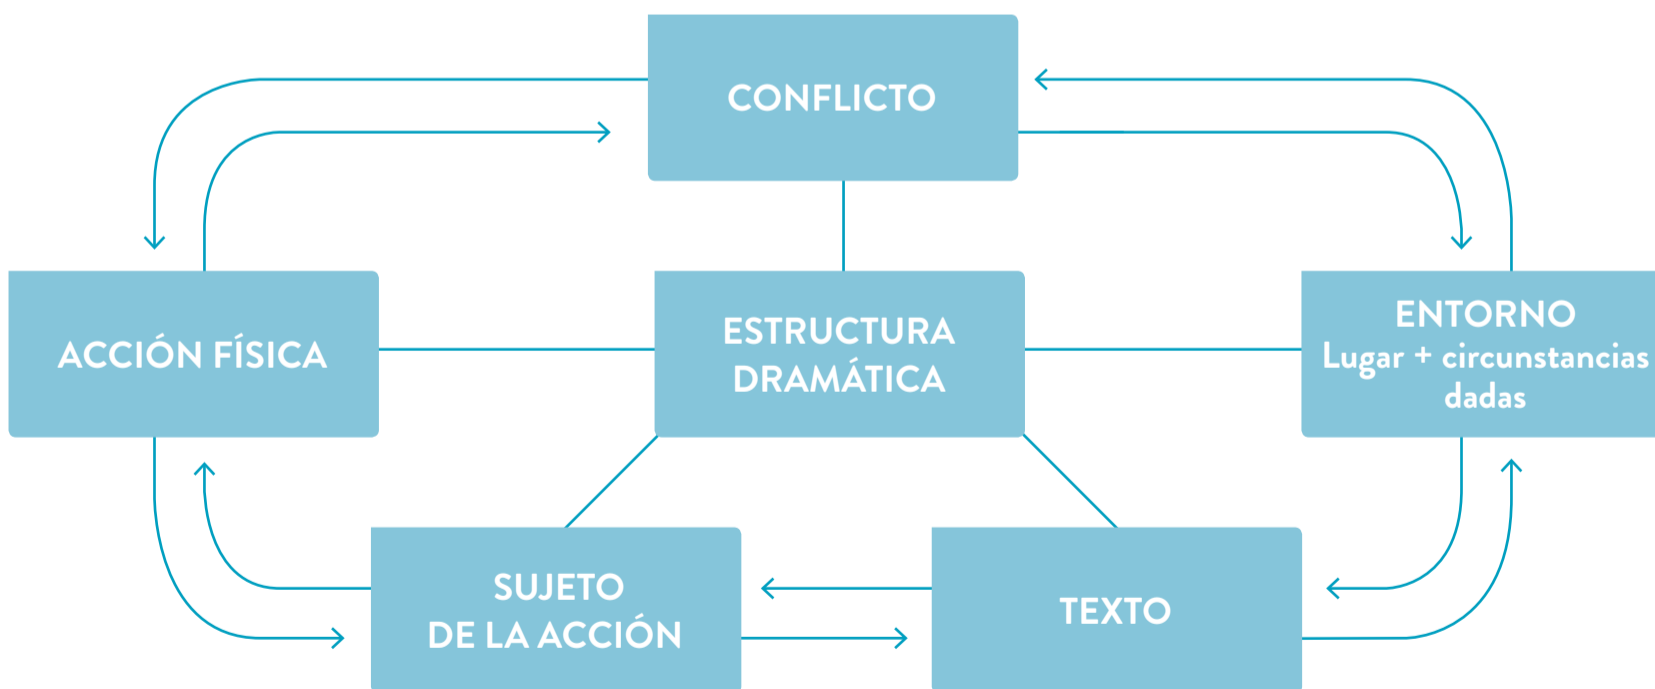 CONFLICTO
ACCIÓN FÍSICA
ESTRUCTURA
DRAMÁTICA
ENTORNO
Lugar + circunstancias
dadas
SUJETO
DE LA ACCIÓN
TEXTO